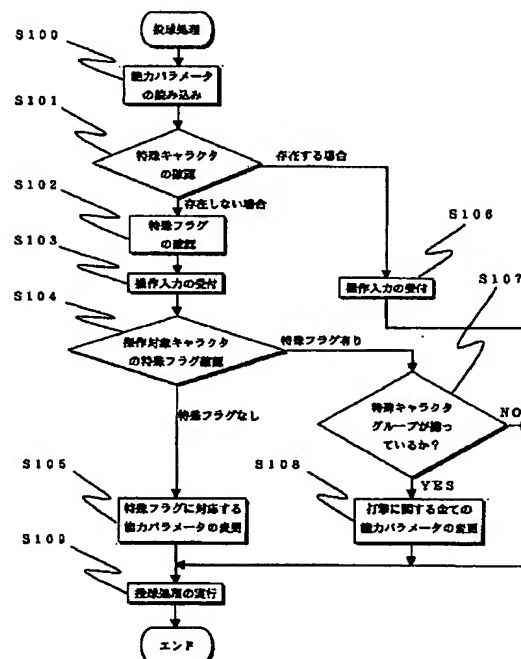 投球処理
S100
能力パラメータ
の読み込み
S101
特殊キャラクタ
の確認
存在する場合
S102
存在しない場合
特殊フラグ
の確認
S106
S103
操作入力の受付
操作入力の受付
S107
S104
操作対象キャラクタ
の特殊フラグ確認
特殊フラグ有り
特殊キャラクタ
グループが揃っ
ているか?
NO
特殊フラグなし
S105
S108
YES
特殊フラグに対応する
能力パラメータの変更
打撃に関する全ての
能力パラメータの変更
S109
投球処理の実行
エンド